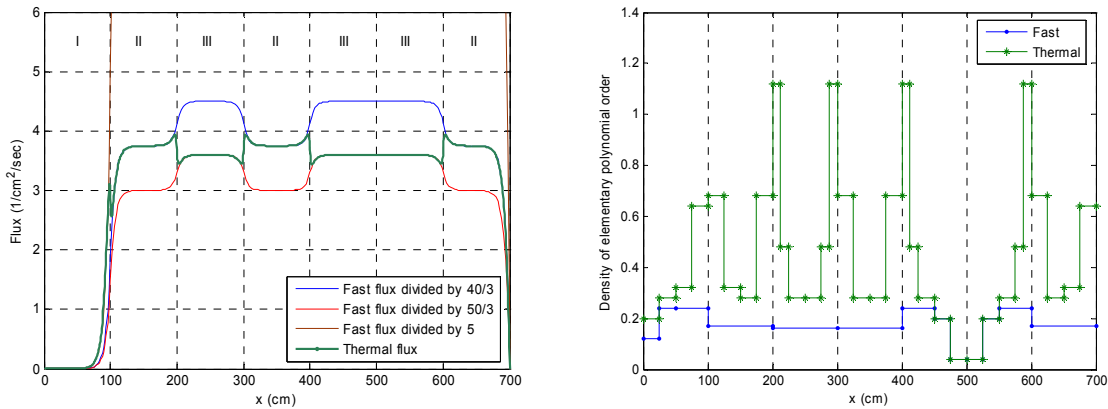 6
5
4
3
2
1
0
Flux (1/cm²/sec)
I II III II III III II
Fast flux divided by 40/3
Fast flux divided by 50/3
Fast flux divided by 5
Thermal flux
0 100 200 300 400 500 600 700
x (cm)
1.4
1.2
1
0.8
0.6
0.4
0.2
0
Density of elementary polynomial order
Fast
Thermal
0 100 200 300 400 500 600 700
x (cm)